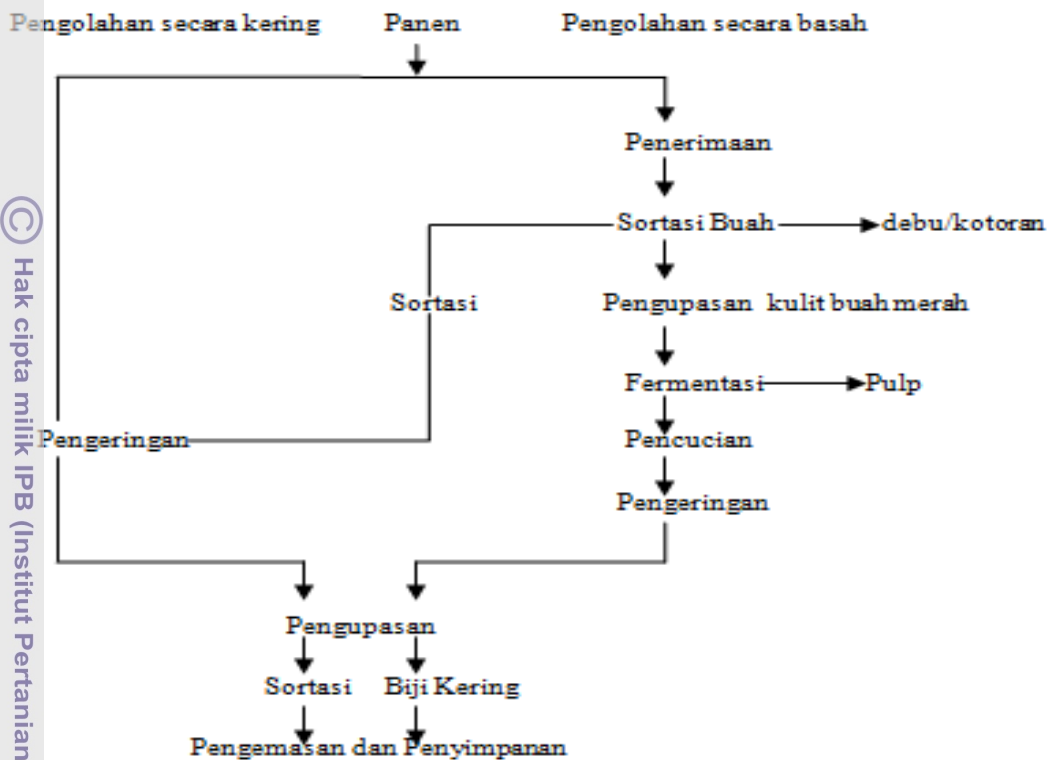 Pengolahan secara kering
Panen
Pengolahan secara basah
Penerimaan
Sortasi Buah
debu/kotoran
Sortasi
Pengupasan kulit buah merah
Fermentasi
Pulp
Pengeringan
Pencucian
Pengeringan
Pengupasan
Sortasi
Biji Kering
Pengemasan dan Penyimpanan
© Hak cipta milik IPB (Institut Pertanian